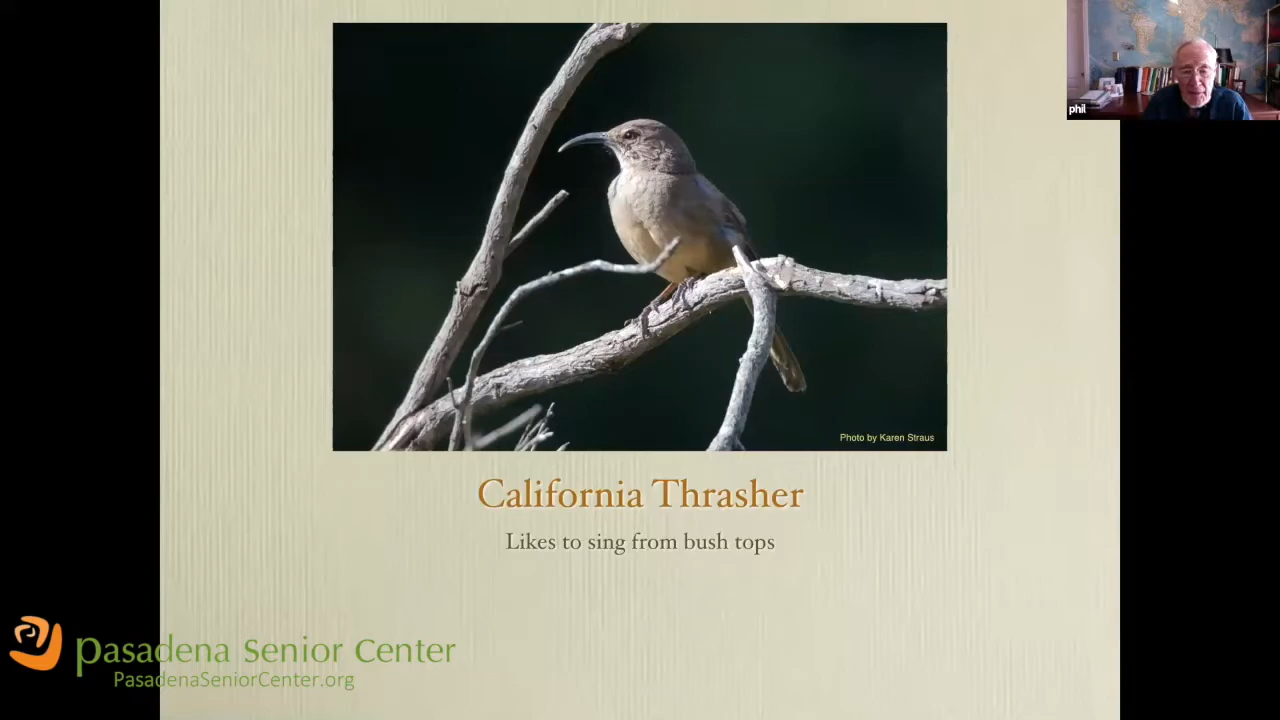 phil
Photo by Karen Straus
California Thrasher
Likes to sing from bush tops
pasadena senior center
PasadenaSeniorCenter.org